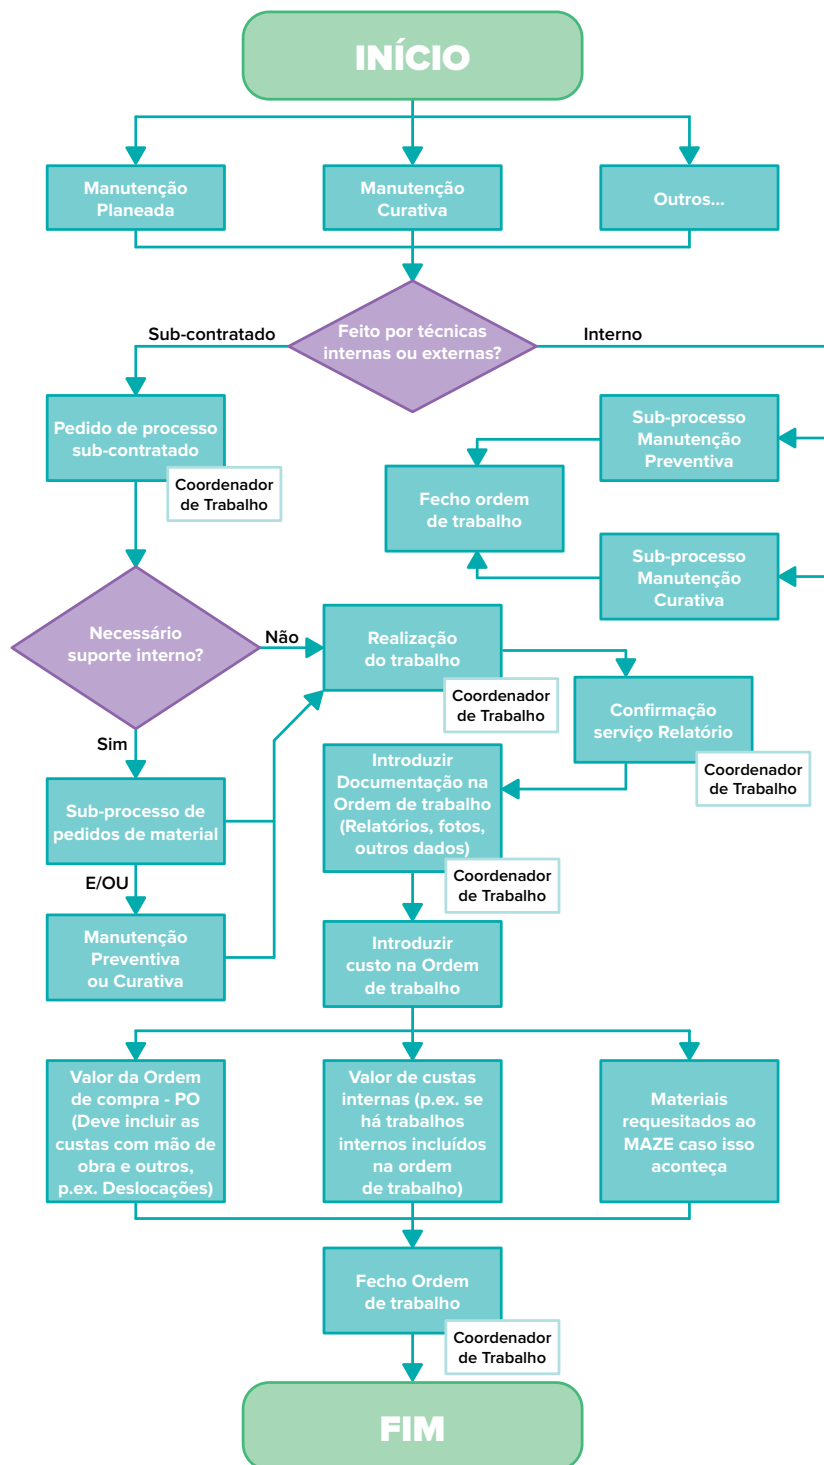 INÍCIO
Manutenção
Planeada
Manutenção
Curativa
Outros...
Feito por técnicas
internas ou externas?
Sub-contratado
Interno
Pedido de processo
sub-contratado
Coordenador
de Trabalho
Sub-processo
Manutenção
Preventiva
Fecho ordem
de trabalho
Sub-processo
Manutenção
Curativa
Necessário
suporte interno?
Não
Sim
Realização
do trabalho
Coordenador
de Trabalho
Confirmação
serviço Relatório
Coordenador
de Trabalho
Sub-processo de
pedidos de material
E/OU
Manutenção
Preventiva
ou Curativa
Introduzir
Documentação na
Ordem de trabalho
(Relatórios, fotos,
outros dados)
Coordenador
de Trabalho
Introduzir
custo na Ordem
de trabalho
Valor da Ordem
de compra - PO
(Deve incluir as
custas com mão de
obra e outros,
p.ex. Deslocações)
Valor de custas
internas (p.ex. se
há trabalhos
internos incluídos
na ordem
de trabalho)
Materiais
requesitados ao
MAZE caso isso
aconteça
Fecho Ordem
de trabalho
Coordenador
de Trabalho
FIM